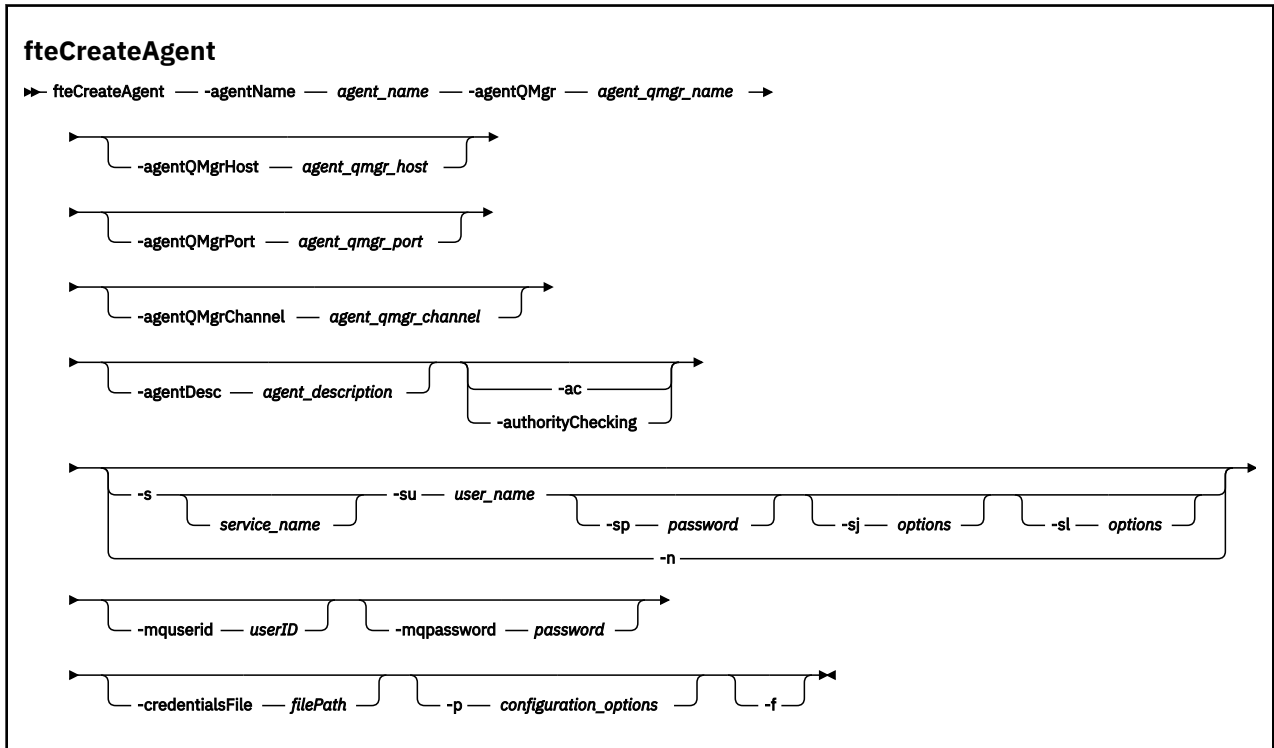 fteCreateAgent
fteCreateAgent -agentName agent_name -agentQMgr agent_qmgr_name
-agentQMgrHost agent_qmgr_host
-agentQMgrPort agent_qmgr_port
-agentQMgrChannel agent_qmgr_channel
-agentDesc agent_description -ac
-authorityChecking
-s -su user_name
service_name -sp password -sj options -sl options
-n
-mquserid userID -mqpassword password
-credentialsFile filePath -p configuration_options -f